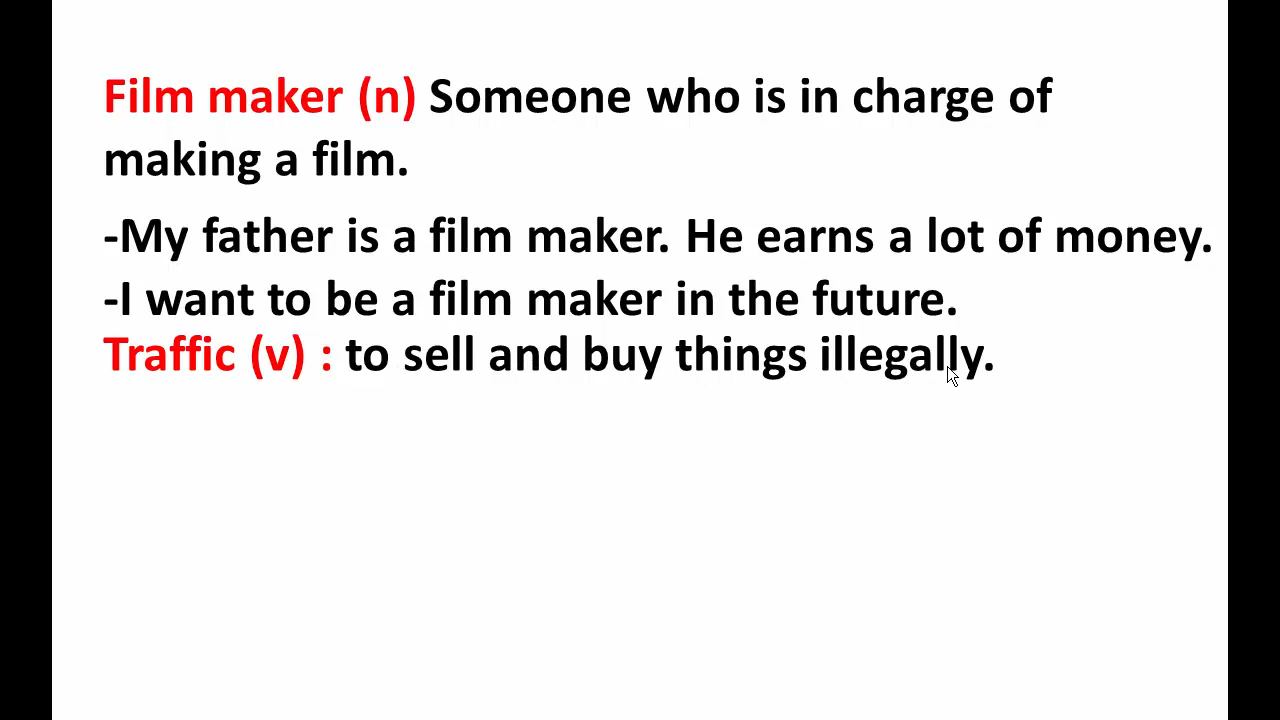 Film maker (n) Someone who is in charge of
making a film.
-My father is a film maker. He earns a lot of money.
-I want to be a film maker in the future.
Traffic (v) : to sell and buy things illegally.